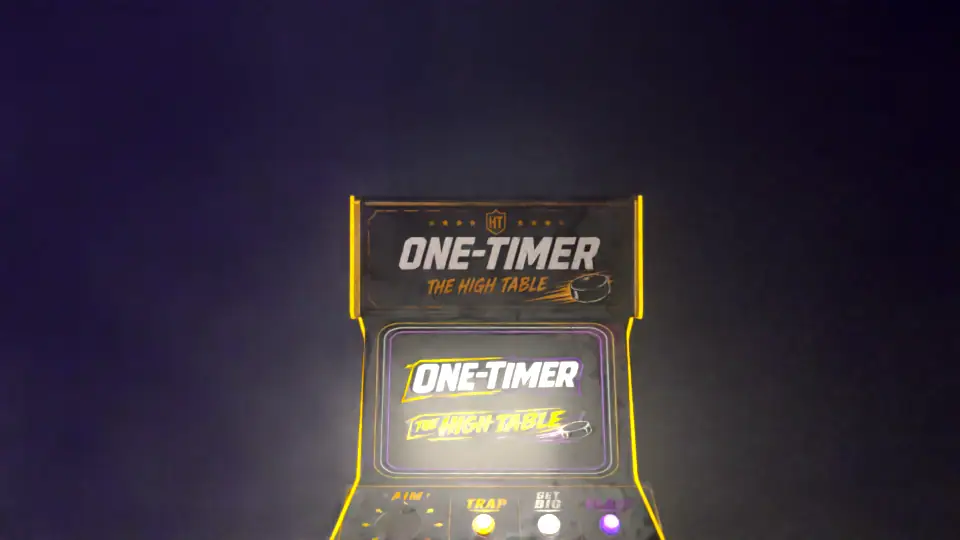 HT
ONE-TIMER
THE HIGH TABLE
ONE-TIMER
THE HIGH TABLE
AIM
TRAP
GET
BIG